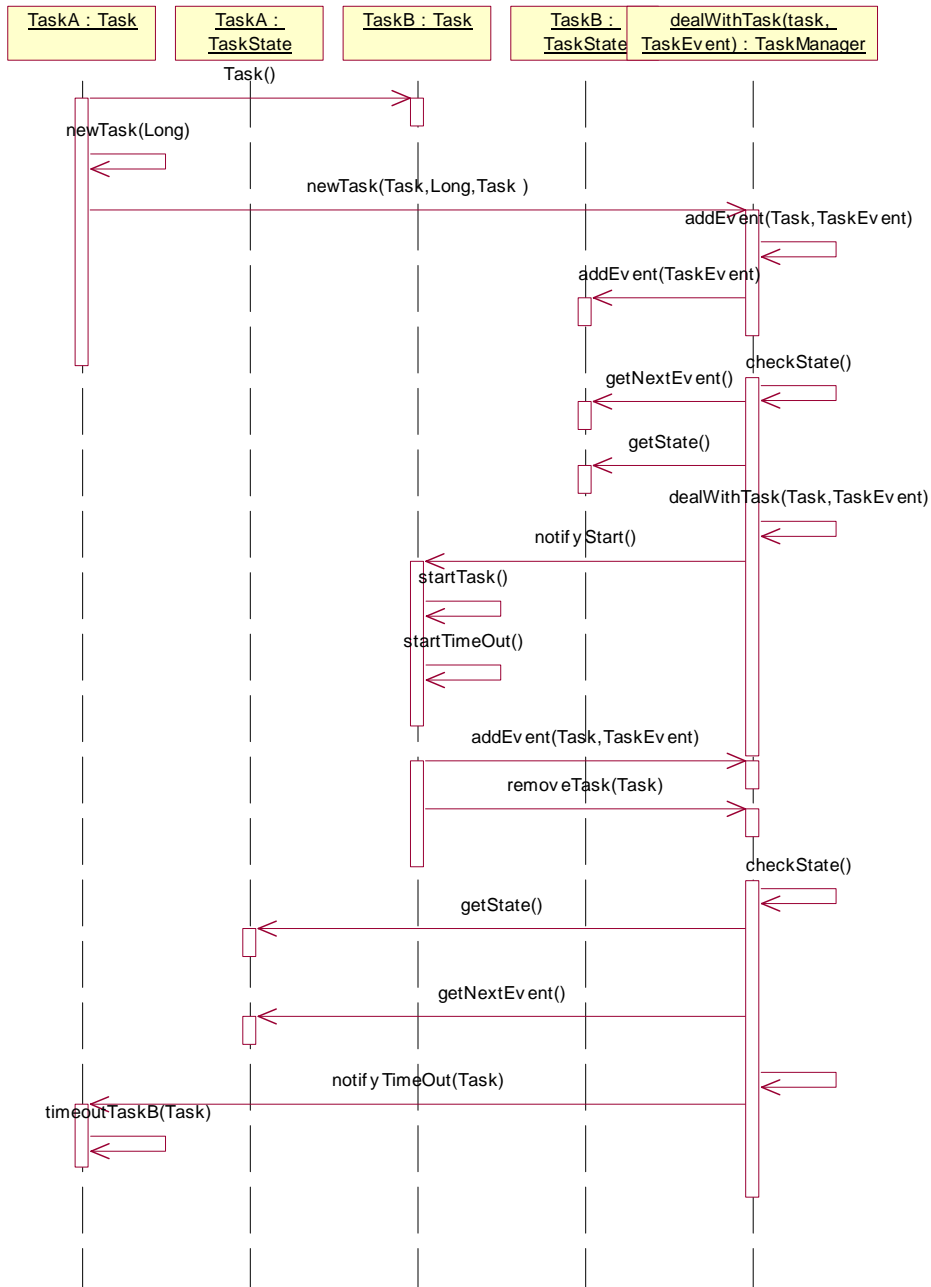 TaskA : Task
TaskA :
TaskState
TaskB : Task
TaskB :
TaskState
dealWithTask(task,
TaskEvent) : TaskManager
Task()
newTask(Long)
newTask(Task,Long,Task )
addEvent(Task,TaskEvent)
addEvent(TaskEvent)
checkState()
getNextEvent()
getState()
dealWithTask(Task,TaskEvent)
notifyStart()
startTask()
startTimeOut()
addEvent(Task,TaskEvent)
removeTask(Task)
checkState()
getState()
getNextEvent()
notifyTimeOut(Task)
timeoutTaskB(Task)